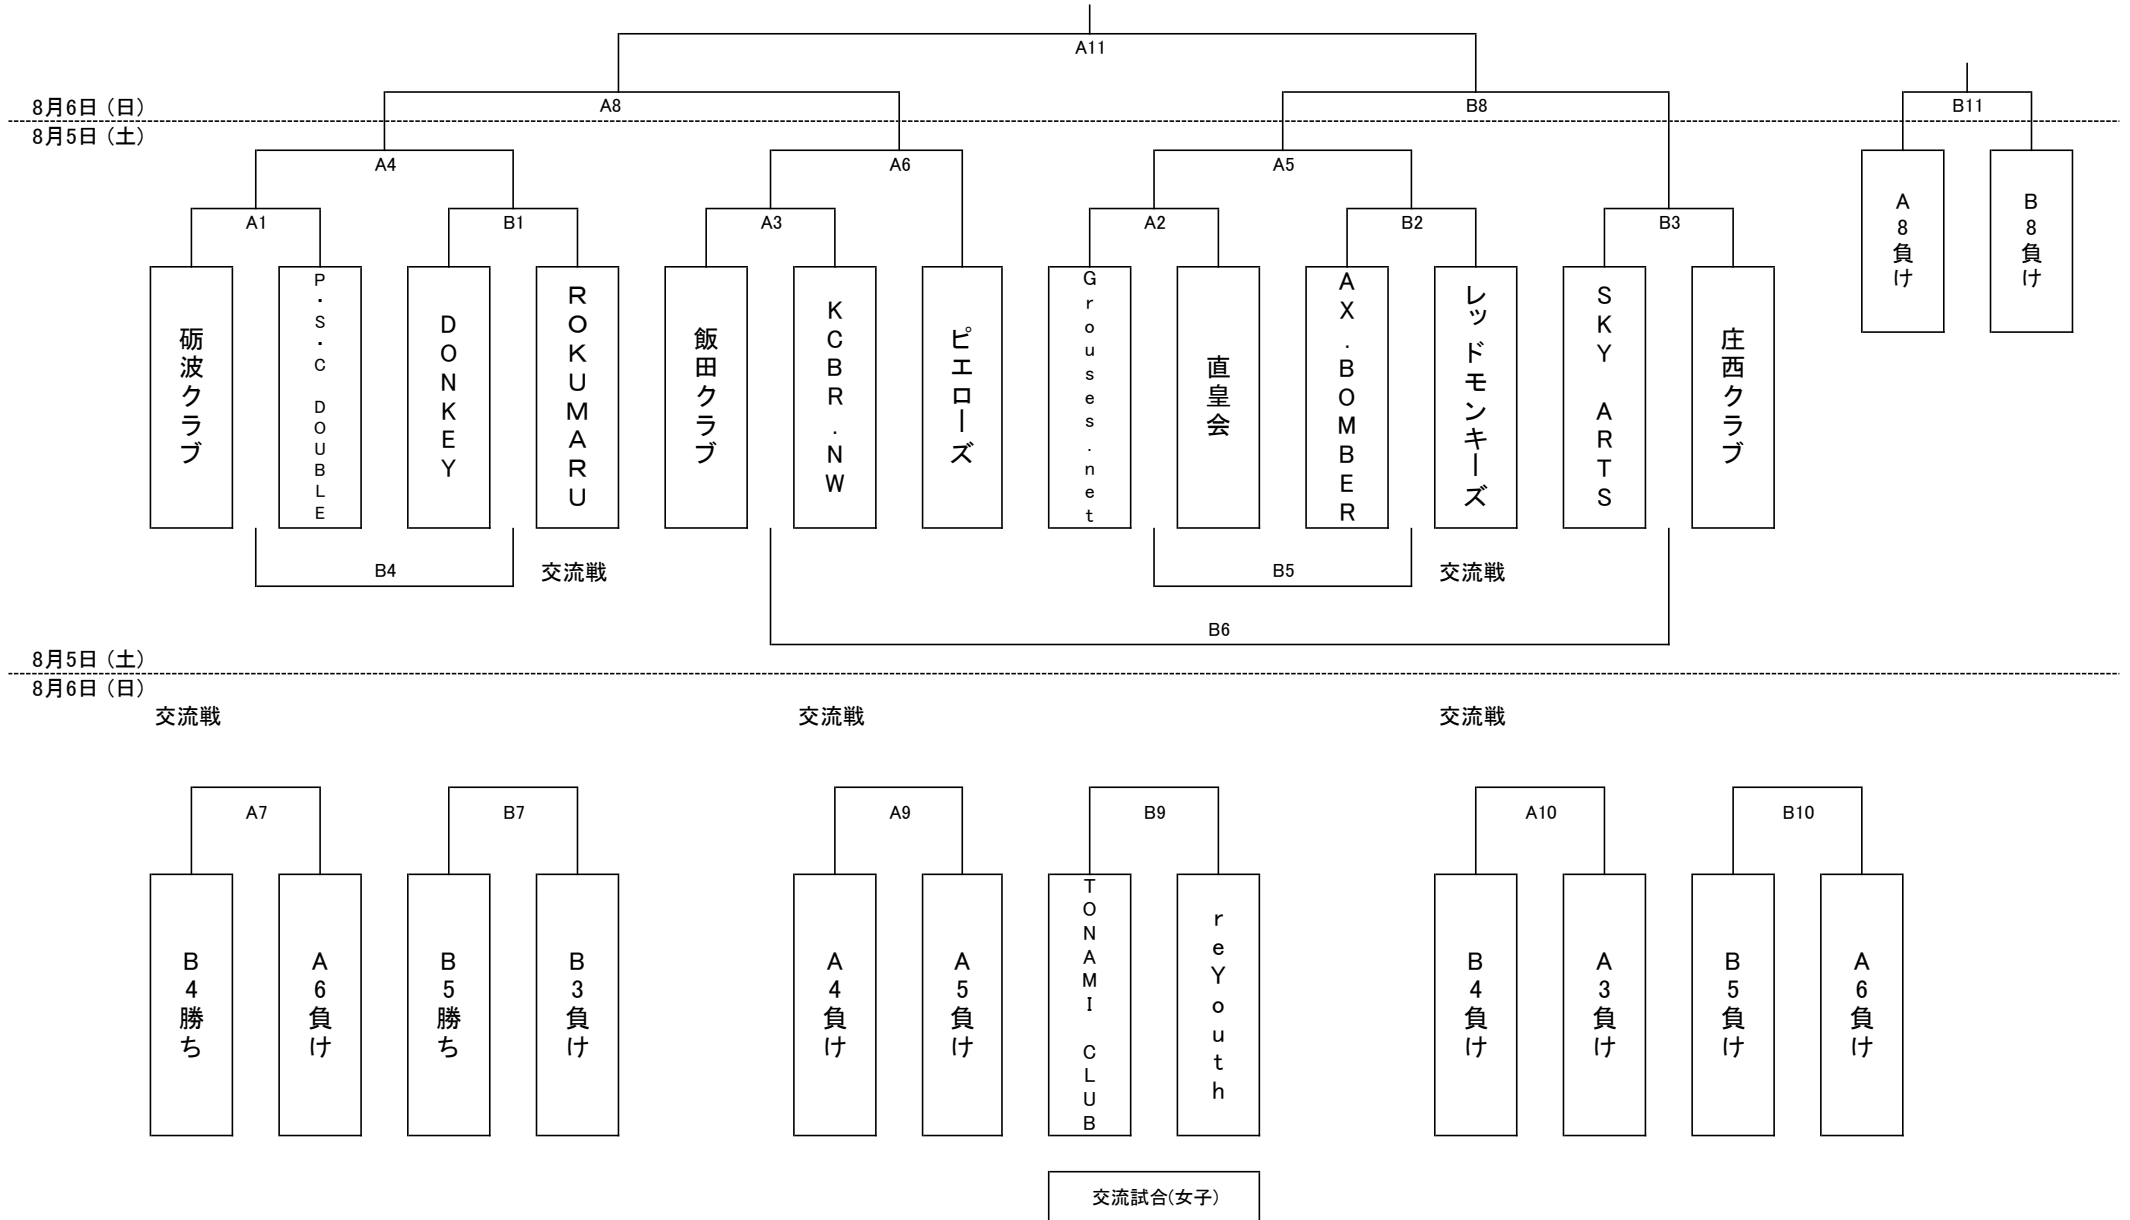 A11
8月6日（日）
A8
B8
B11
8月5日（土）
A4
A6
A5
A8負け
B8負け
A1
B1
A3
A2
B2
B3
砺波クラブ
P.S.C DOUBLE
DONKEY
ROKUMARU
飯田クラブ
KCBR.NW
ピエローズ
Grouses.net
直皇会
AX.BOMBER
レッドモンキーズ
SKY ARTS
庄西クラブ
B4
交流戦
B5
交流戦
B6
8月5日（土）
8月6日（日）
交流戦
交流戦
交流戦
A7
B7
A9
B9
A10
B10
B4勝ち
A6負け
B5勝ち
B3負け
A4負け
A5負け
TONAMI CLUB
reYouth
B4負け
A3負け
B5負け
A6負け
交流試合(女子)